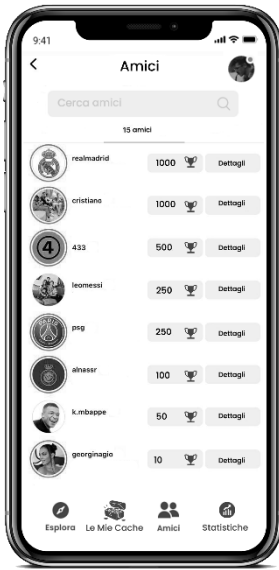 9:41
Amici
Cerca amici
15 amici
realmadrid 1000 Dettagli
cristiano 1000 Dettagli
4
433 500 Dettagli
leomessi 250 Dettagli
PARIS
psg 250 Dettagli
alnassr 100 Dettagli
k.mbappe 50 Dettagli
georginagio 10 Dettagli
Esplora Le Mie Cache Amici Statistiche